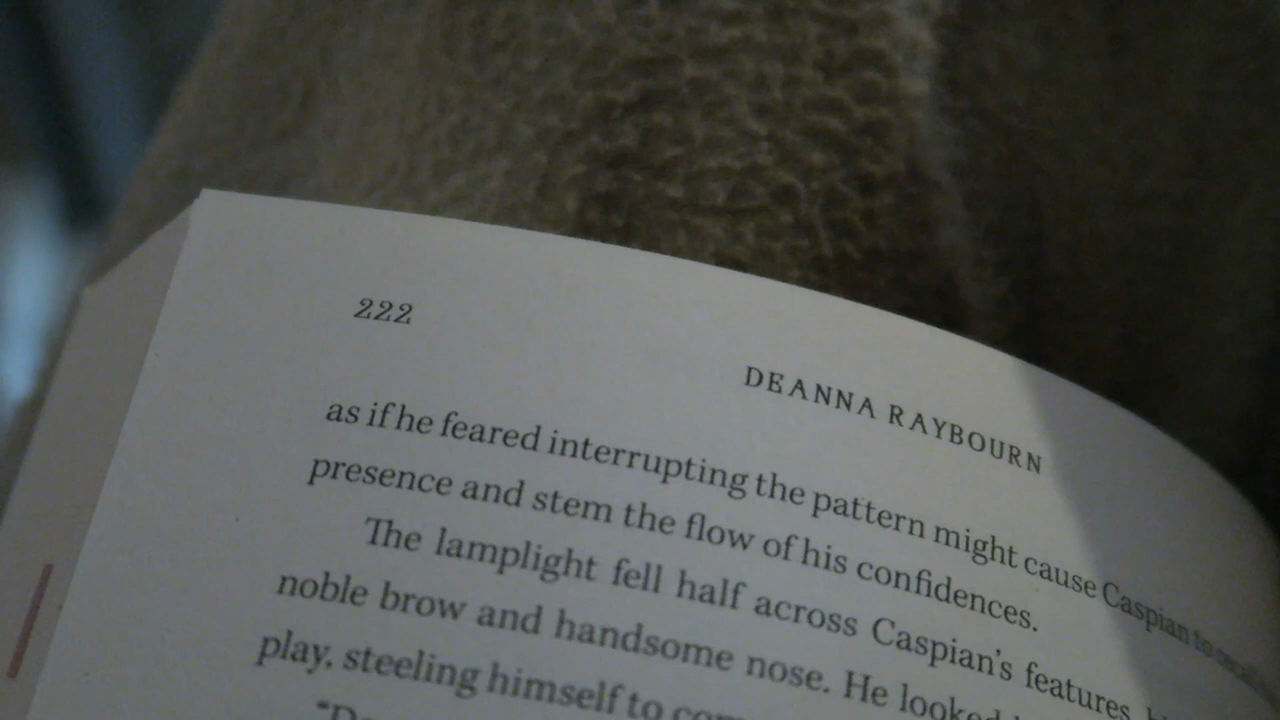 222
DEANNA RAYBOURN
as if he feared interrupting the pattern might cause Caspian to recall
presence and stem the flow of his confidences.
The lamplight fell half across Caspian's features,
noble brow and handsome nose. He looked
play, steeling himself to